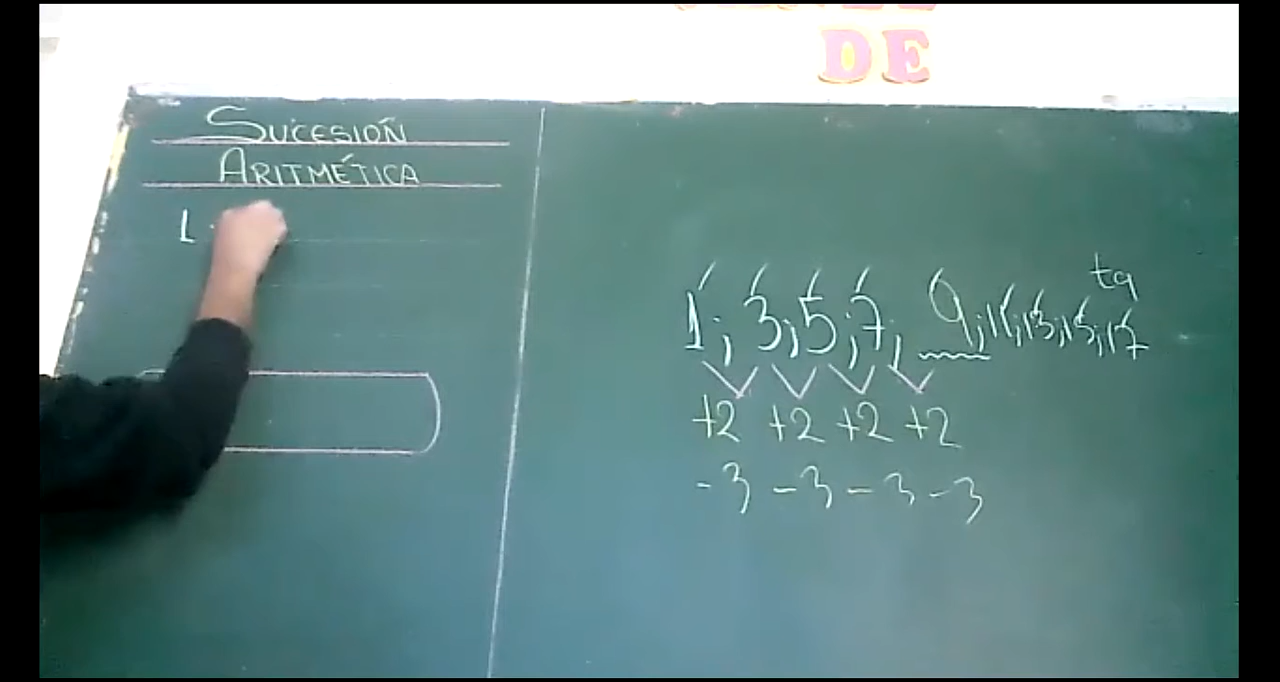 DE
SUCESIÓN
ARITMÉTICA
1
t9
1; 3; 5; 7; 9; 11; 13; 15; 17
+2 +2 +2 +2
-3 -3 -3 -3